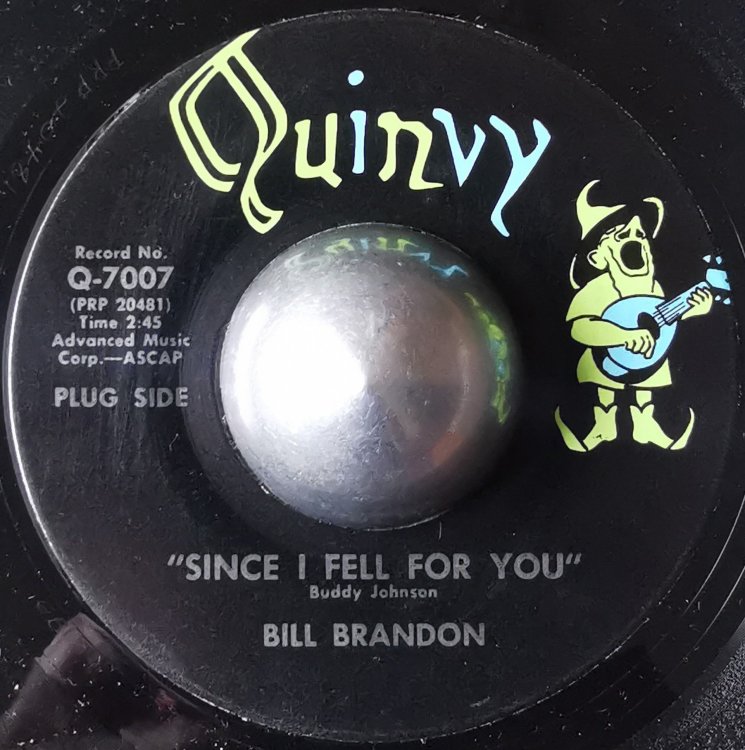 Quinvy
Record No.
Q-7007
(PRP 20481)
Time 2:45
Advanced Music
Corp.—ASCAP
PLUG SIDE
"SINCE I FELL FOR YOU"
Buddy Johnson
BILL BRANDON